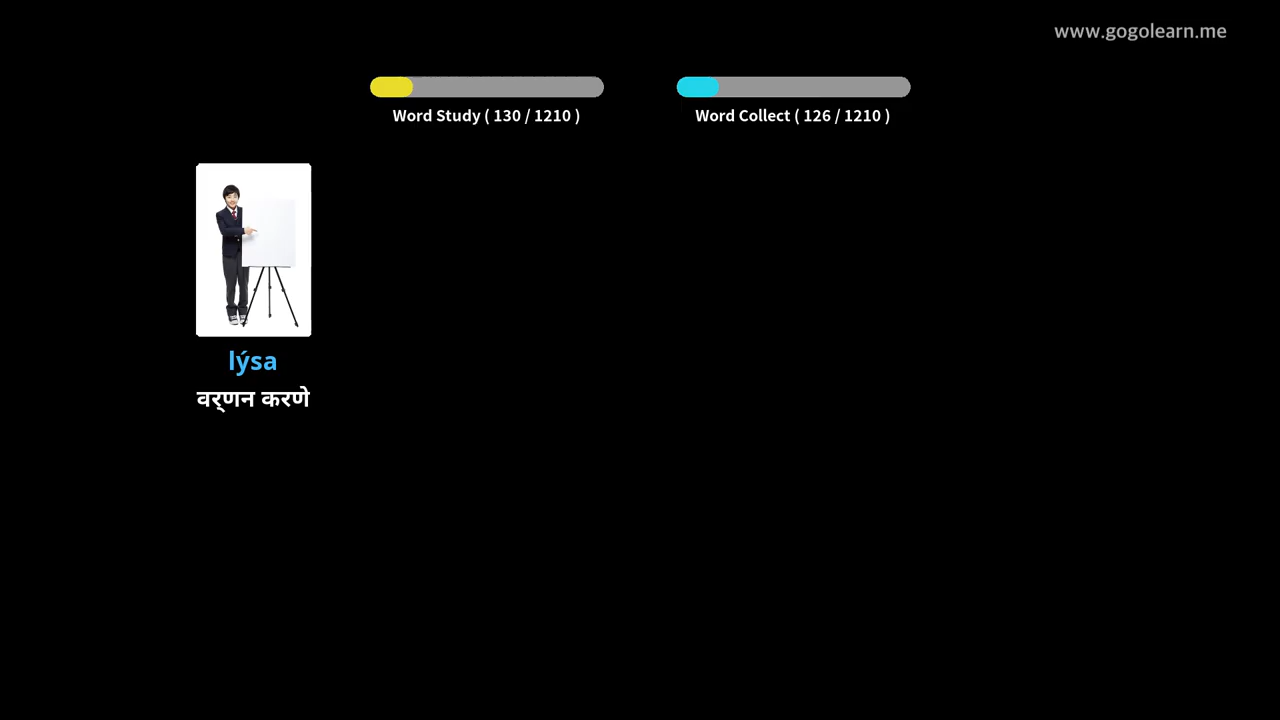 www.gogolearn.me
Word Study ( 130 / 1210 )
Word Collect ( 126 / 1210 )
lýsa
वर्‌णन करणे